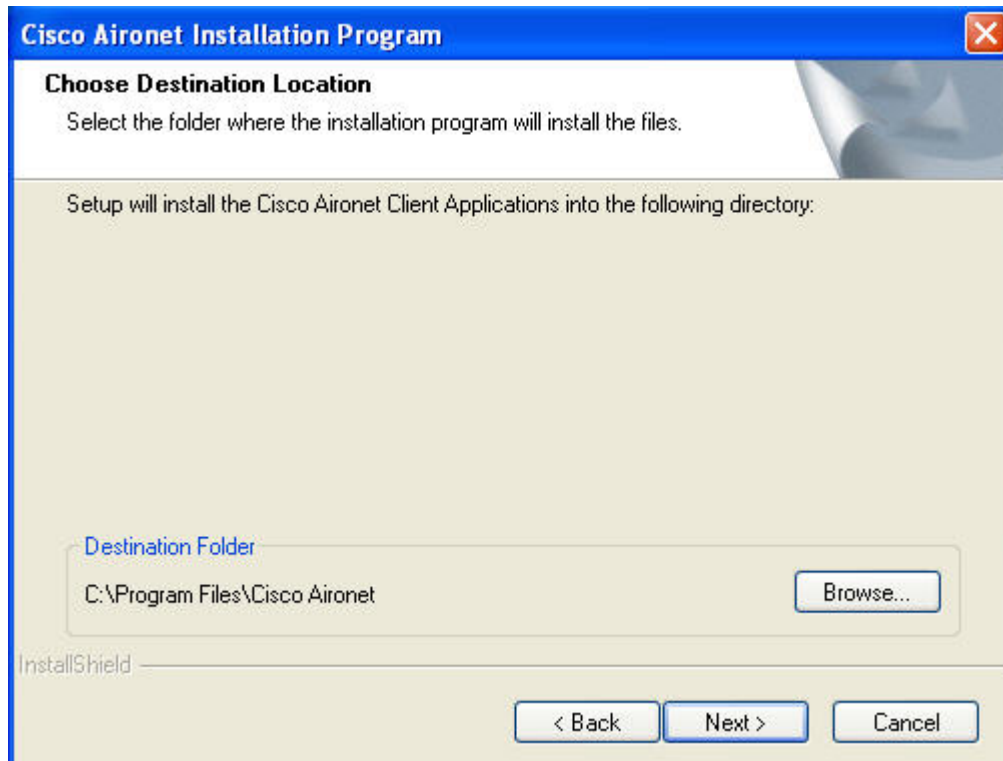 Cisco Aironet Installation Program
Choose Destination Location
Select the folder where the installation program will install the files.
Setup will install the Cisco Aironet Client Applications into the following directory:
Destination Folder
C:\Program Files\Cisco Aironet
Browse...
InstallShield
< Back
Next >
Cancel